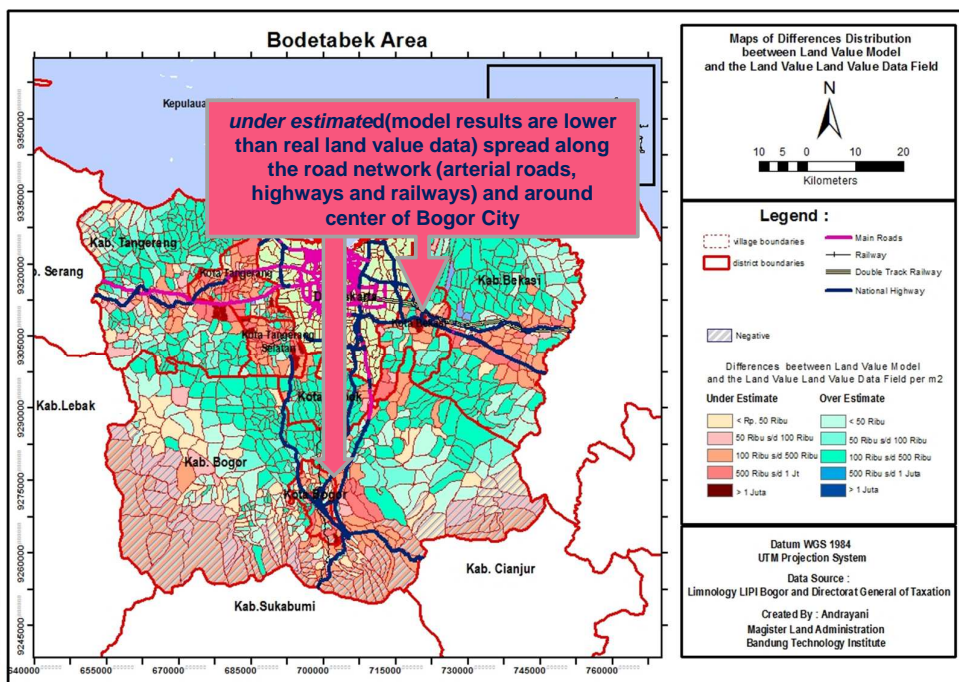 Bodetabek Area
Kepulaua
under estimated(model results are lower
than real land value data) spread along
the road network (arterial roads,
highways and railways) and around
center of Bogor City
Kab. Tangerang
Kota Tangerang
Kab.Bekasi
Kota Tangerang
Selatan
Kab.Lebak
Kab. Bogor
Kota Bogor
Kab. Cianjur
Kab.Sukabumi
9360000
9345000
9330000
9305000
9290000
9275000
9260000
9245000
640000 655000 670000 685000 700000 715000 730000 745000 760000
Maps of Differences Distribution
beetween Land Value Model
and the Land Value Land Value Data Field
N
10 5 0 10 20
Kilometers
Legend :
village boundaries
district boundaries
Main Roads
Railway
Double Track Railway
National Highway
Negative
Differences beetween Land Value Model
and the Land Value Land Value Data Field per m2
Under Estimate
< Rp. 50 Ribu
50 Ribu s/d 100 Ribu
100 Ribu s/d 500 Ribu
500 Ribu s/d 1 Jt
> 1 Juta
Over Estimate
< 50 Ribu
50 Ribu s/d 100 Ribu
100 Ribu s/d 500 Ribu
500 Ribu s/d 1 Juta
> 1 Juta
Datum WGS 1984
UTM Projection System
Data Source :
Limnology LIPI Bogor and Directorat General of Taxation
Created By : Andrayani
Magister Land Administration
Bandung Technology Institute